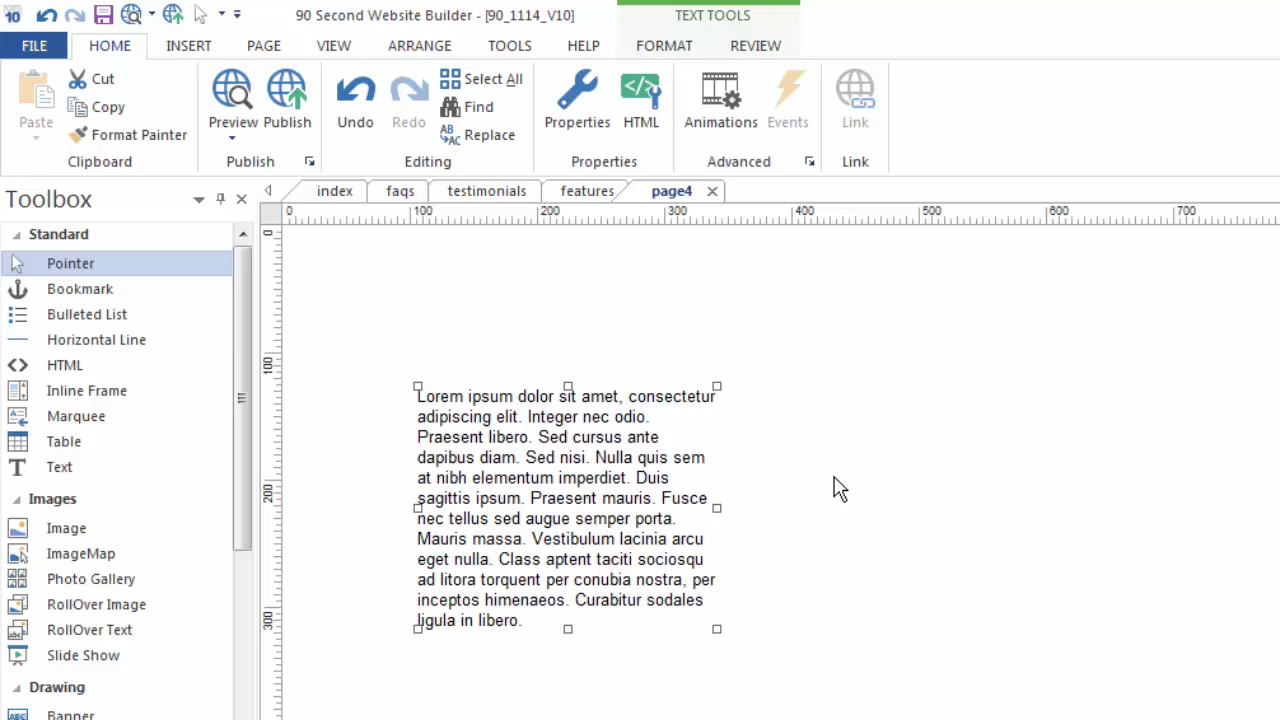 10
90 Second Website Builder - [90_1114_V10]
TEXT TOOLS
FILE HOME INSERT PAGE VIEW ARRANGE TOOLS HELP FORMAT REVIEW
Paste
Cut
Copy
Format Painter
Clipboard
Preview
Publish
Publish
Undo
Redo
Select All
Find
AB AC Replace
Editing
Properties
HTML
Properties
Animations
Events
Advanced
Link
Link
Toolbox
index faqs testimonials features page4
0 100 200 300 400 500 600 700
0
100
200
300
Standard
Pointer
Bookmark
Bulleted List
Horizontal Line
HTML
Inline Frame
Marquee
Table
Text
Images
Image
ImageMap
Photo Gallery
RollOver Image
RollOver Text
Slide Show
Drawing
ABC Banner
Lorem ipsum dolor sit amet, consectetur
adipiscing elit. Integer nec odio.
Praesent libero. Sed cursus ante
dapibus diam. Sed nisi. Nulla quis sem
at nibh elementum imperdiet. Duis
sagittis ipsum. Praesent mauris. Fusce
nec tellus sed augue semper porta.
Mauris massa. Vestibulum lacinia arcu
eget nulla. Class aptent taciti sociosqu
ad litora torquent per conubia nostra, per
inceptos himenaeos. Curabitur sodales
ligula in libero.